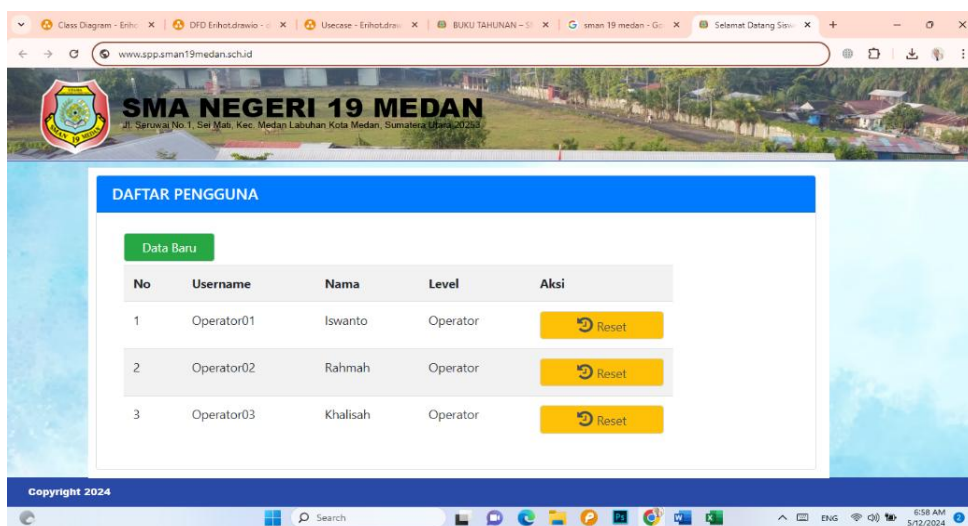 Class Diagram - Enho
DFD Erihot.drawio - d
Usecase - Erihot.draw
BUKU TAHUNAN – S
sman 19 medan - Go
Selamat Datang Sisw
www.spp.sman19medan.sch.id
SMA NEGERI 19 MEDAN
Jl. Seruwai No.1, Sei Mati, Kec. Medan Labuhan Kota Medan, Sumatera Utara 20253
DAFTAR PENGGUNA
Data Baru
No Username Nama Level Aksi
1 Operator01 Iswanto Operator Reset
2 Operator02 Rahmah Operator Reset
3 Operator03 Khalisah Operator Reset
Copyright 2024
Search
ENG
6:58 AM
5/12/2024